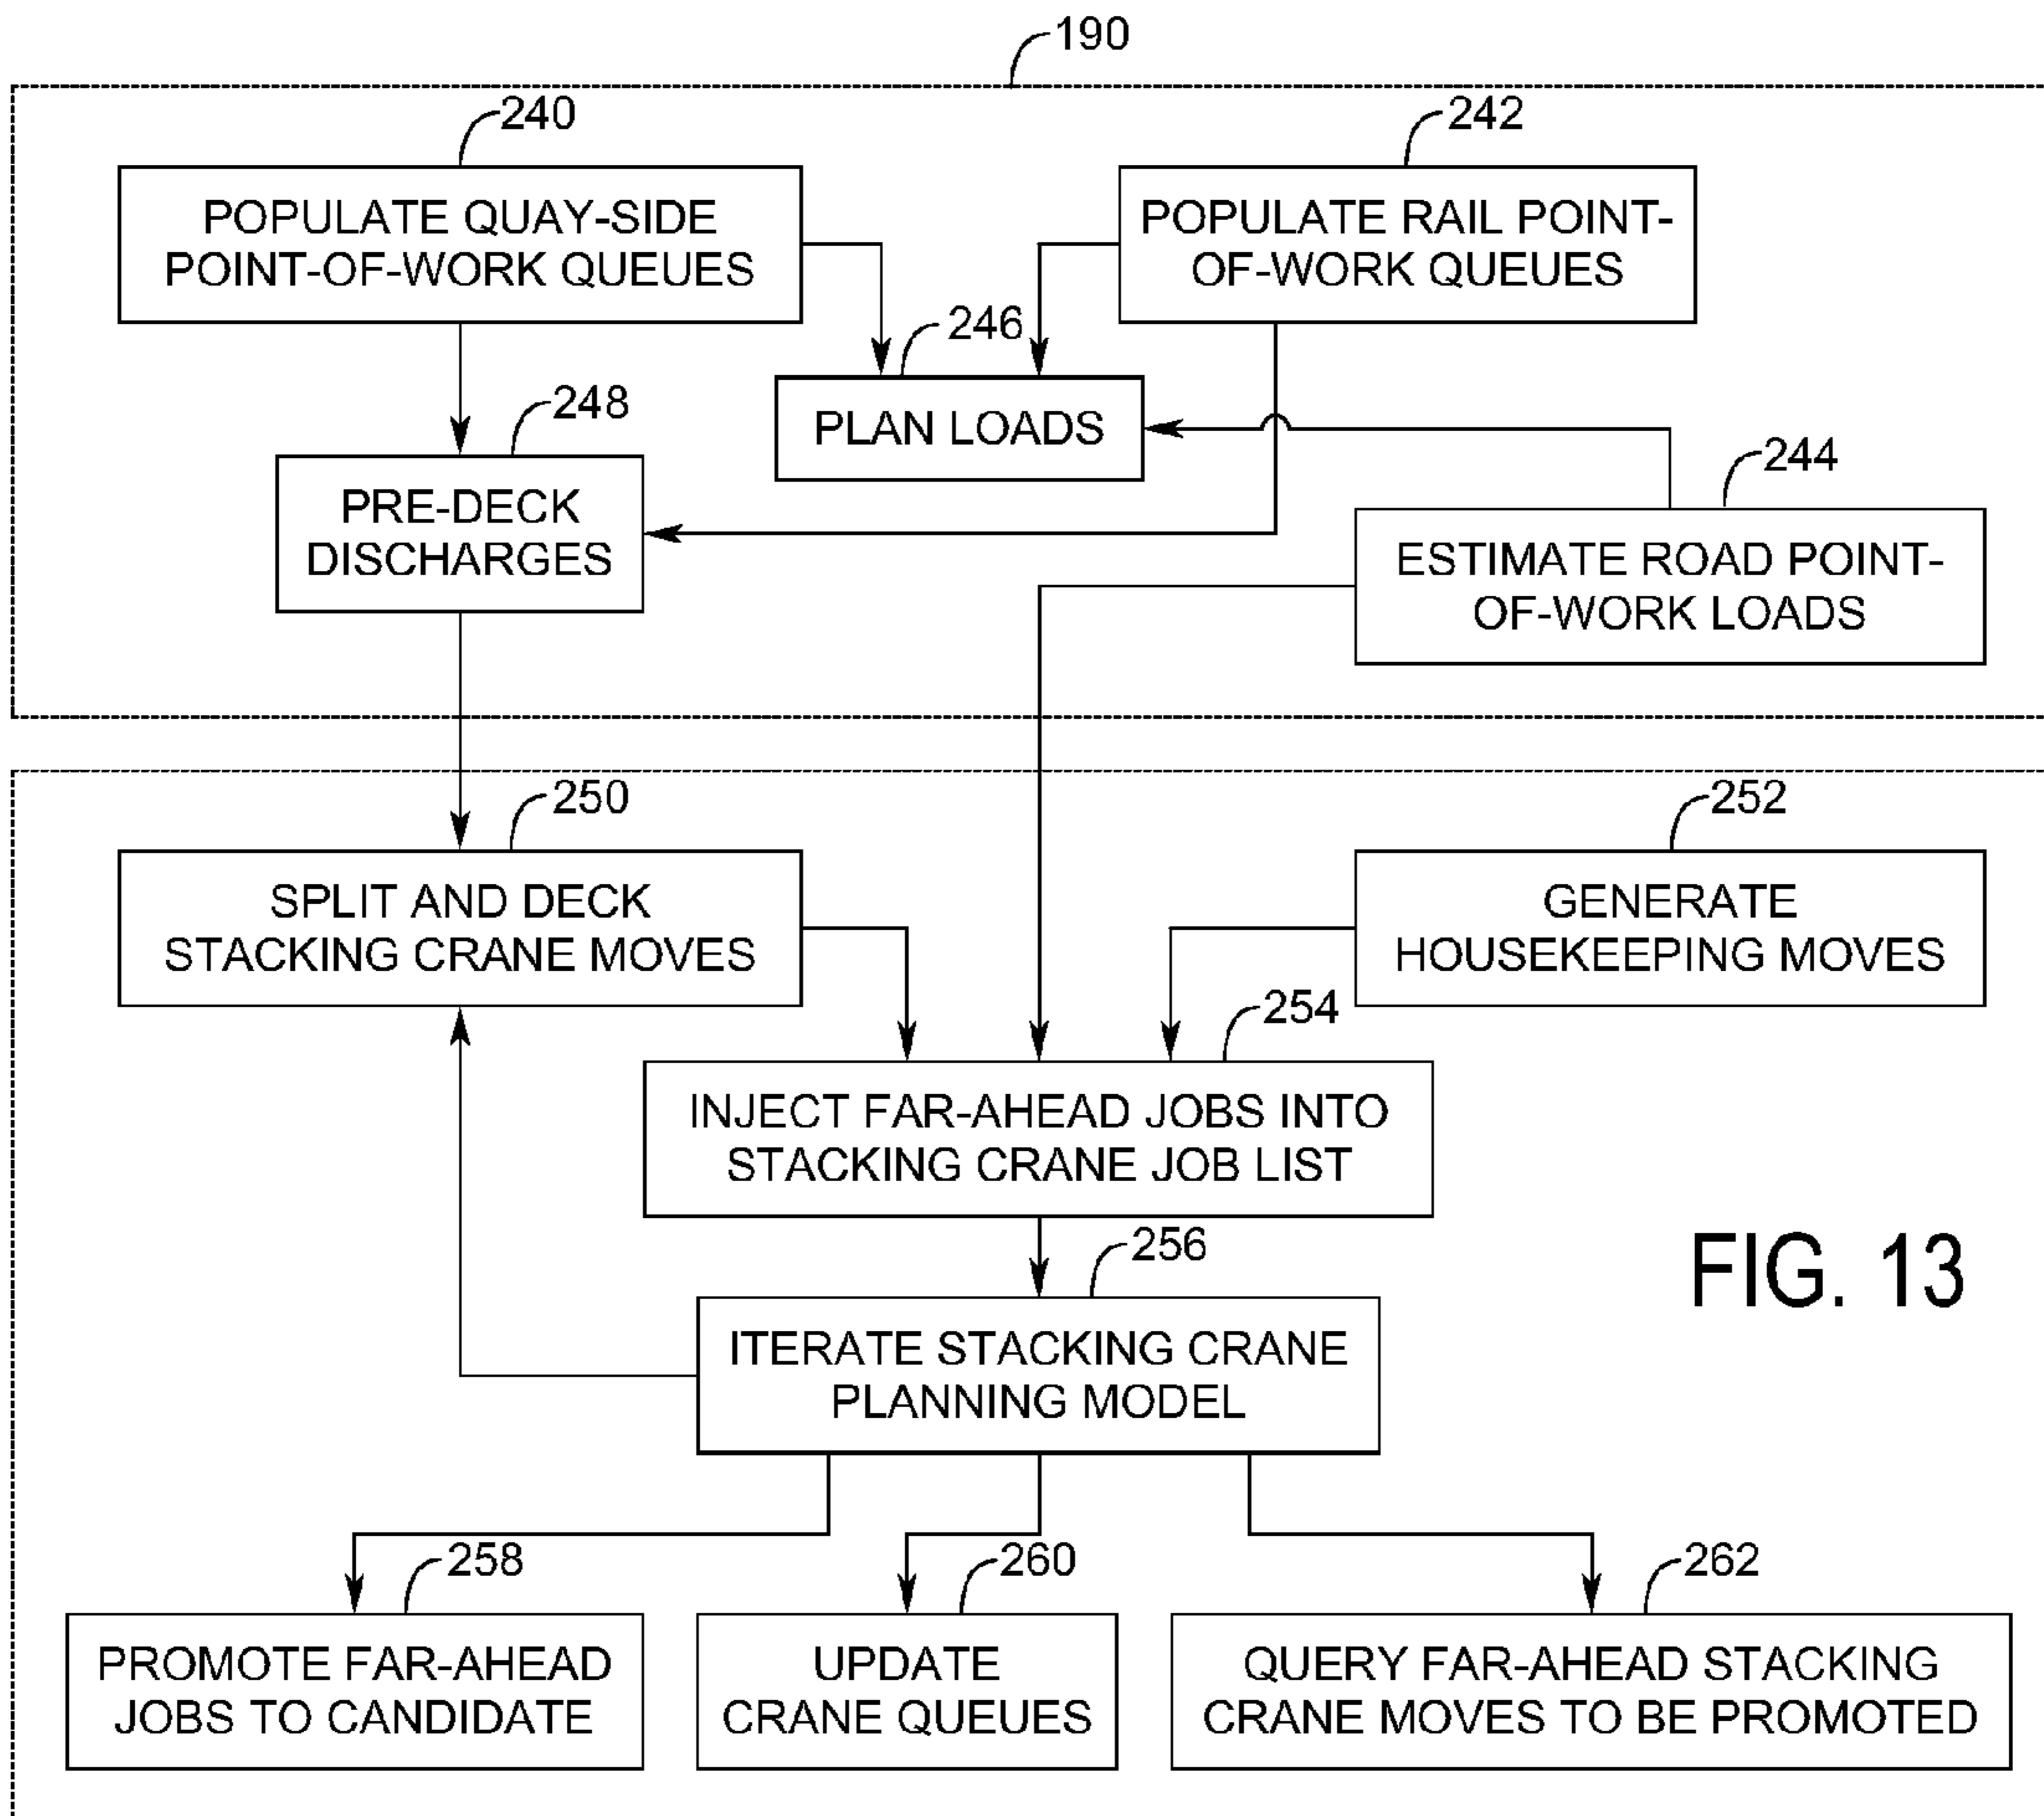 190
240
242
POPULATE QUAY-SIDE
POINT-OF-WORK QUEUES
POPULATE RAIL POINT-
OF-WORK QUEUES
246
PLAN LOADS
248
PRE-DECK
DISCHARGES
244
ESTIMATE ROAD POINT-
OF-WORK LOADS
250
252
SPLIT AND DECK
STACKING CRANE MOVES
GENERATE
HOUSEKEEPING MOVES
254
INJECT FAR-AHEAD JOBS INTO
STACKING CRANE JOB LIST
256
ITERATE STACKING CRANE
PLANNING MODEL
FIG. 13
258
260
262
PROMOTE FAR-AHEAD
JOBS TO CANDIDATE
UPDATE
CRANE QUEUES
QUERY FAR-AHEAD STACKING
CRANE MOVES TO BE PROMOTED